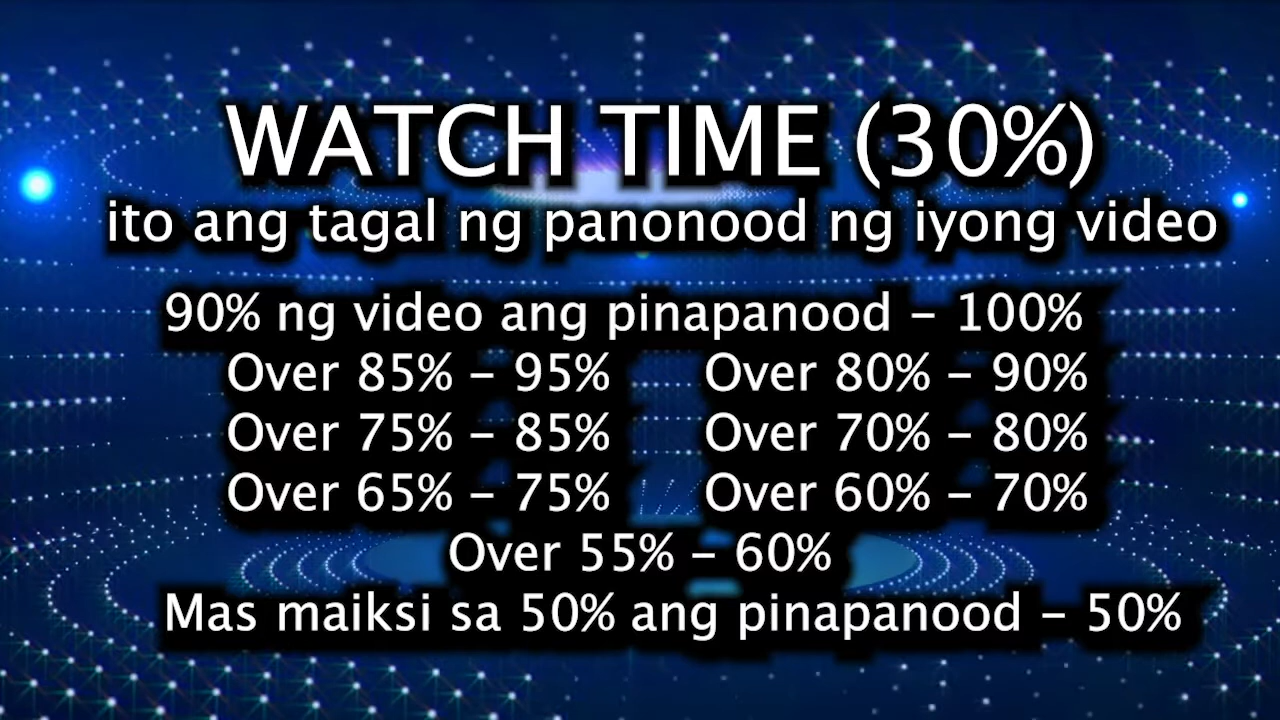 WATCH TIME (30%)
ito ang tagal ng panonood ng iyong video
90% ng video ang pinapanood – 100%
Over 85% – 95% Over 80% – 90%
Over 75% – 85% Over 70% – 80%
Over 65% – 75% Over 60% – 70%
Over 55% – 60%
Mas maiksi sa 50% ang pinapanood – 50%